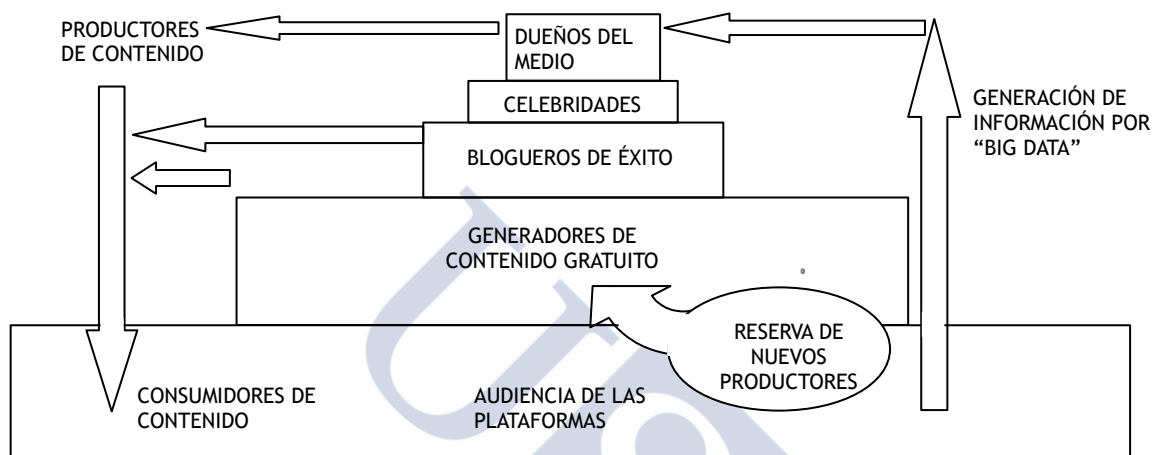 PRODUCTORES
DE CONTENIDO
DUEÑOS DEL
MEDIO
CELEBRIDADES
BLOGUEROS DE ÉXITO
GENERACIÓN DE
INFORMACIÓN POR
“BIG DATA”
GENERADORES DE
CONTENIDO GRATUITO
RESERVA DE
NUEVOS
PRODUCTORES
CONSUMIDORES DE
CONTENIDO
AUDIENCIA DE LAS
PLATAFORMAS